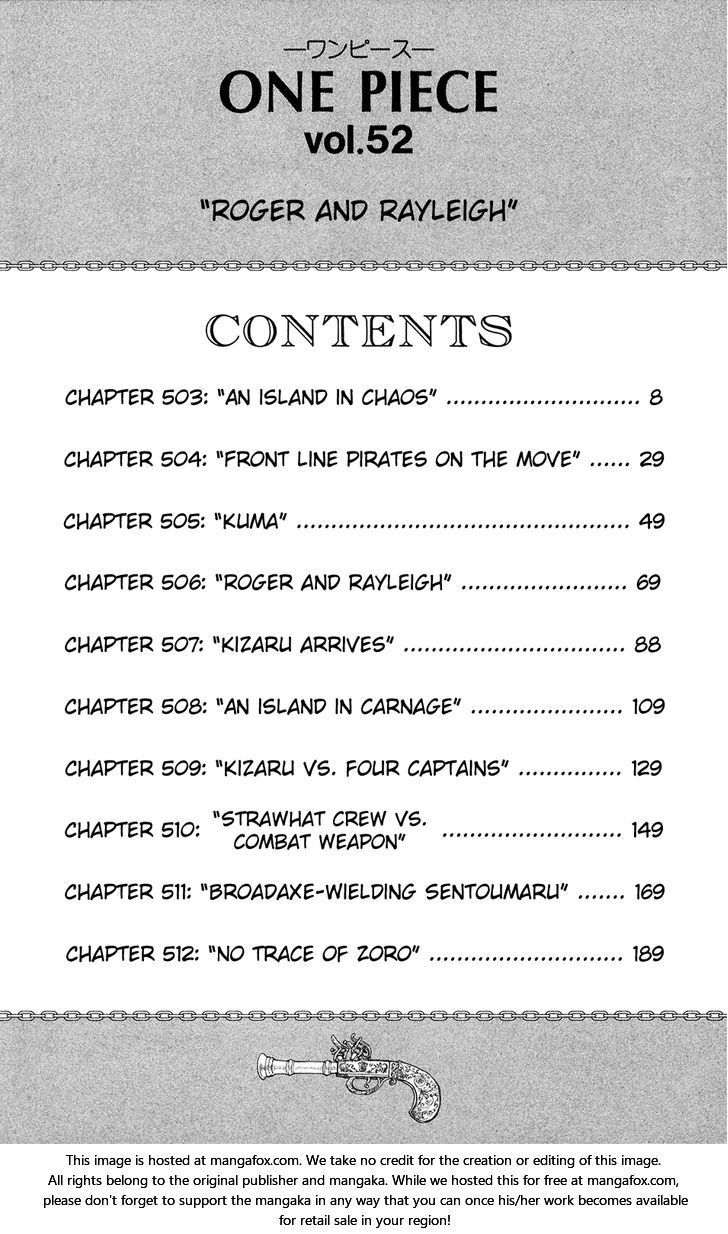 —ワンピース—
ONE PIECE
vol.52
"ROGER AND RAYLEIGH"
CONTENTS
CHAPTER 503: "AN ISLAND IN CHAOS" ............................ 8
CHAPTER 504: "FRONT LINE PIRATES ON THE MOVE" ...... 29
CHAPTER 505: "KUMA" ................................................ 49
CHAPTER 506: "ROGER AND RAYLEIGH" ........................ 69
CHAPTER 507: "KIZARU ARRIVES" ................................ 88
CHAPTER 508: "AN ISLAND IN CARNAGE" ...................... 109
CHAPTER 509: "KIZARU VS. FOUR CAPTAINS" ............... 129
CHAPTER 510: "STRAWHAT CREW VS.
COMBAT WEAPON" .......................... 149
CHAPTER 511: "BROADAXE-WIELDING SENTOUMARU" ....... 169
CHAPTER 512: "NO TRACE OF ZORO" ............................ 189
This image is hosted at mangafox.com. We take no credit for the creation or editing of this image.
All rights belong to the original publisher and mangaka. While we hosted this for free at mangafox.com,
please don't forget to support the mangaka in any way that you can once his/her work becomes available
for retail sale in your region!